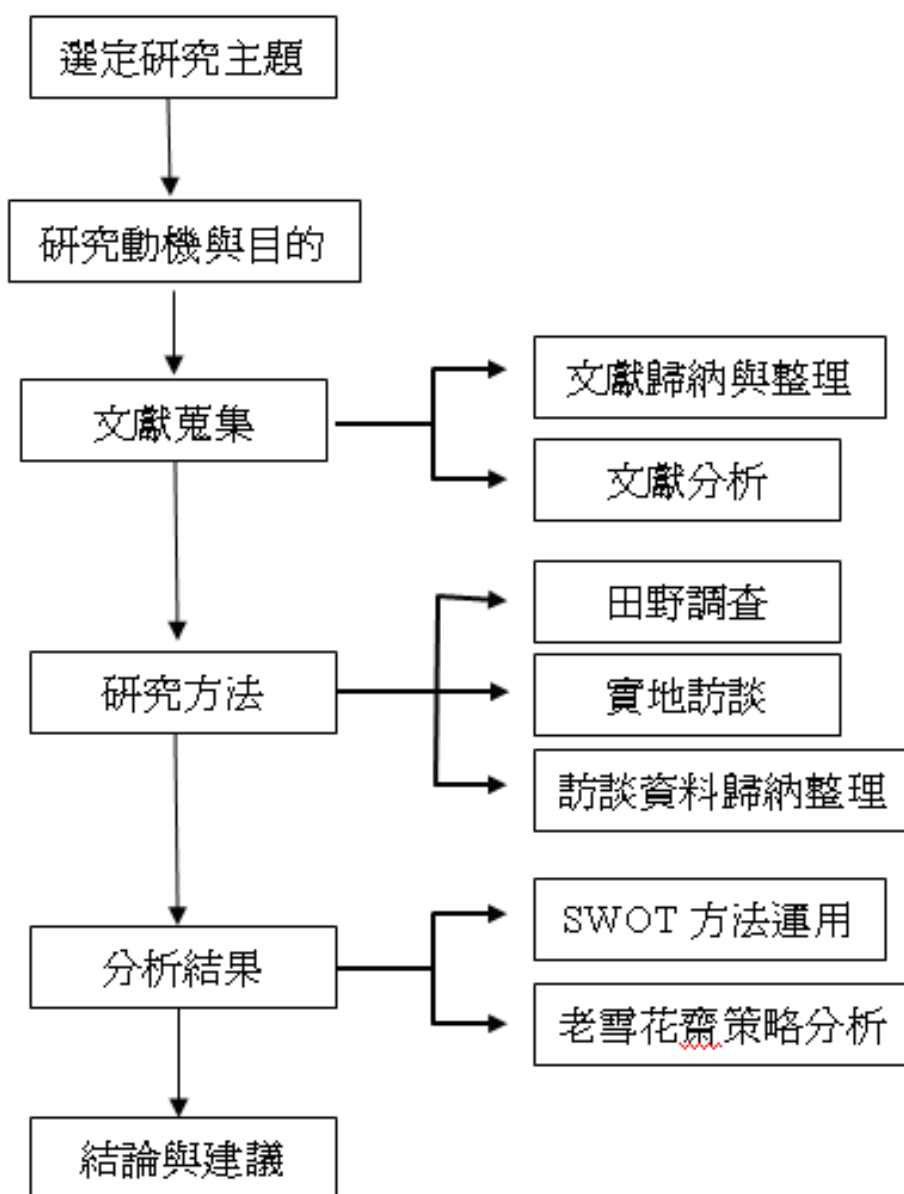 選定研究主題
研究動機與目的
文獻蒐集
文獻歸納與整理
文獻分析
研究方法
田野調查
實地訪談
訪談資料歸納整理
分析結果
SWOT 方法運用
老雪花齋策略分析
結論與建議